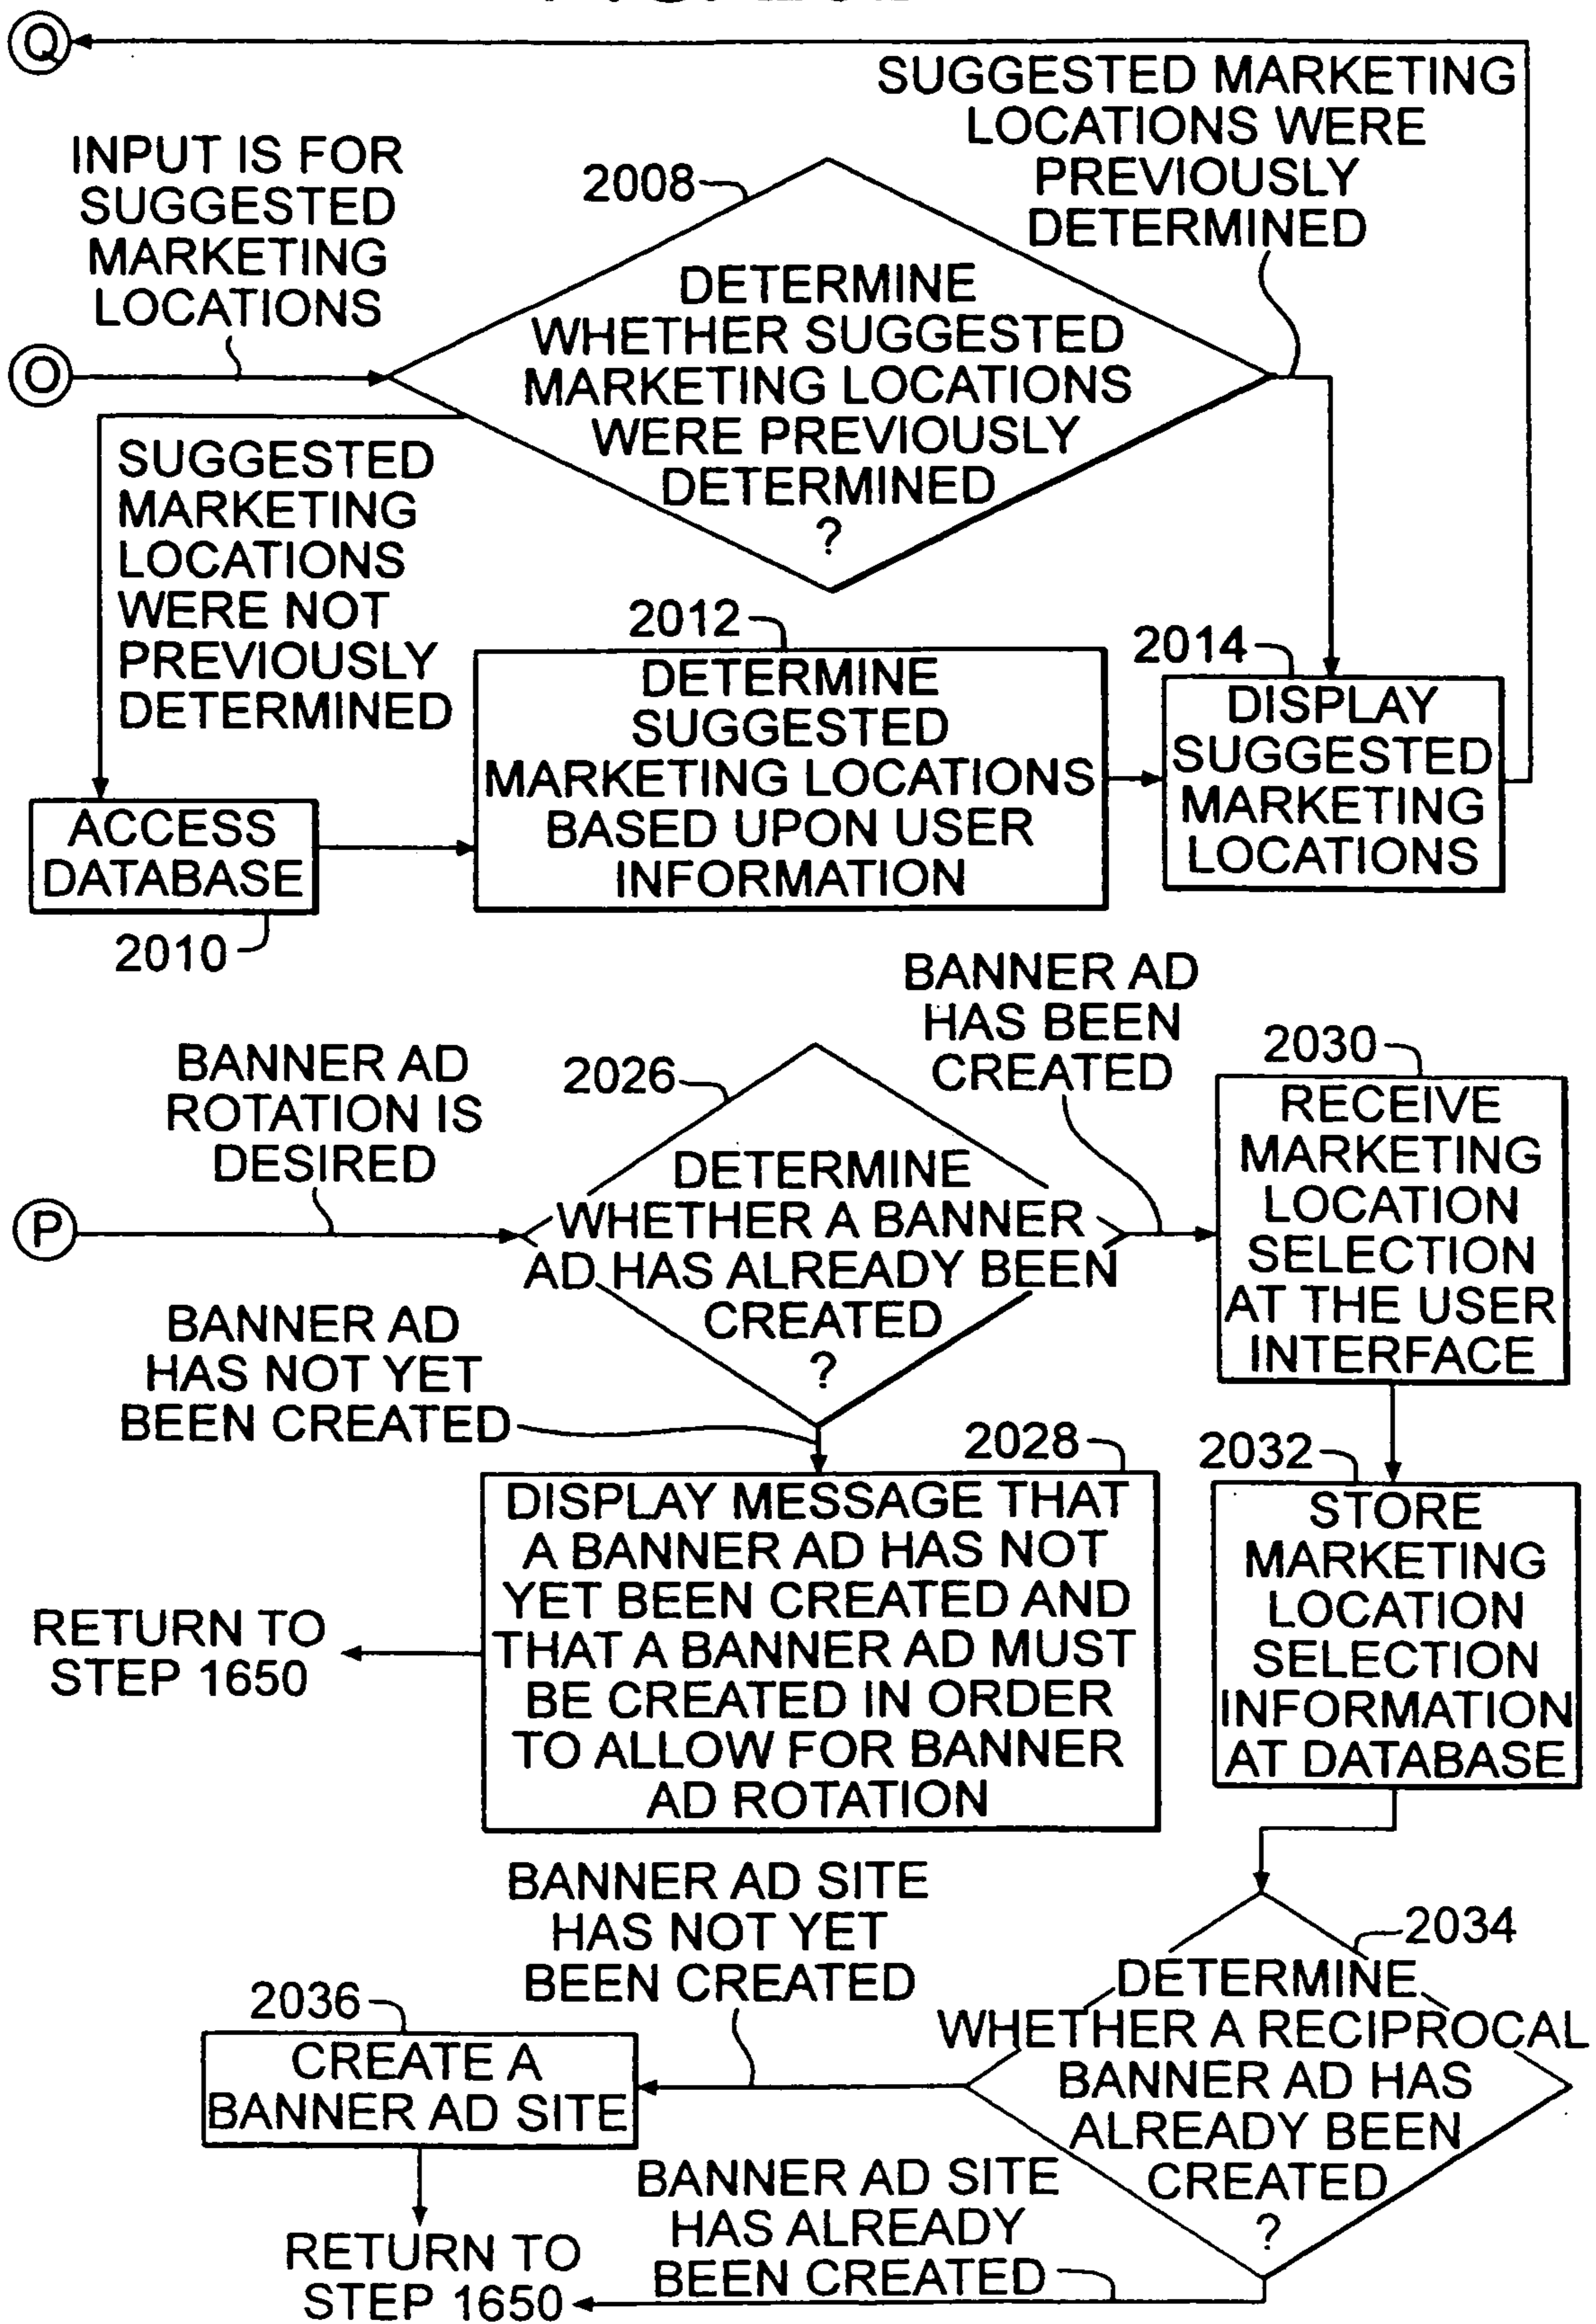 Q
SUGGESTED MARKETING
LOCATIONS WERE
PREVIOUSLY
DETERMINED
INPUT IS FOR
SUGGESTED
MARKETING
LOCATIONS
2008
O
DETERMINE
WHETHER SUGGESTED
MARKETING LOCATIONS
WERE PREVIOUSLY
DETERMINED
?
SUGGESTED
MARKETING
LOCATIONS
WERE NOT
PREVIOUSLY
DETERMINED
2012
DETERMINE
SUGGESTED
MARKETING LOCATIONS
BASED UPON USER
INFORMATION
2014
DISPLAY
SUGGESTED
MARKETING
LOCATIONS
ACCESS
DATABASE
2010
BANNER AD
HAS BEEN
CREATED
BANNER AD
ROTATION IS
DESIRED
2026
2030
P
DETERMINE
WHETHER A BANNER
AD HAS ALREADY BEEN
CREATED
?
RECEIVE
MARKETING
LOCATION
SELECTION
AT THE USER
INTERFACE
BANNER AD
HAS NOT YET
BEEN CREATED
2028
DISPLAY MESSAGE THAT
A BANNER AD HAS NOT
YET BEEN CREATED AND
THAT A BANNER AD MUST
BE CREATED IN ORDER
TO ALLOW FOR BANNER
AD ROTATION
2032
STORE
MARKETING
LOCATION
SELECTION
INFORMATION
AT DATABASE
RETURN TO
STEP 1650
BANNER AD SITE
HAS NOT YET
BEEN CREATED
2034
DETERMINE
WHETHER A RECIPROCAL
BANNER AD HAS
ALREADY BEEN
CREATED
?
2036
CREATE A
BANNER AD SITE
BANNER AD SITE
HAS ALREADY
BEEN CREATED
RETURN TO
STEP 1650